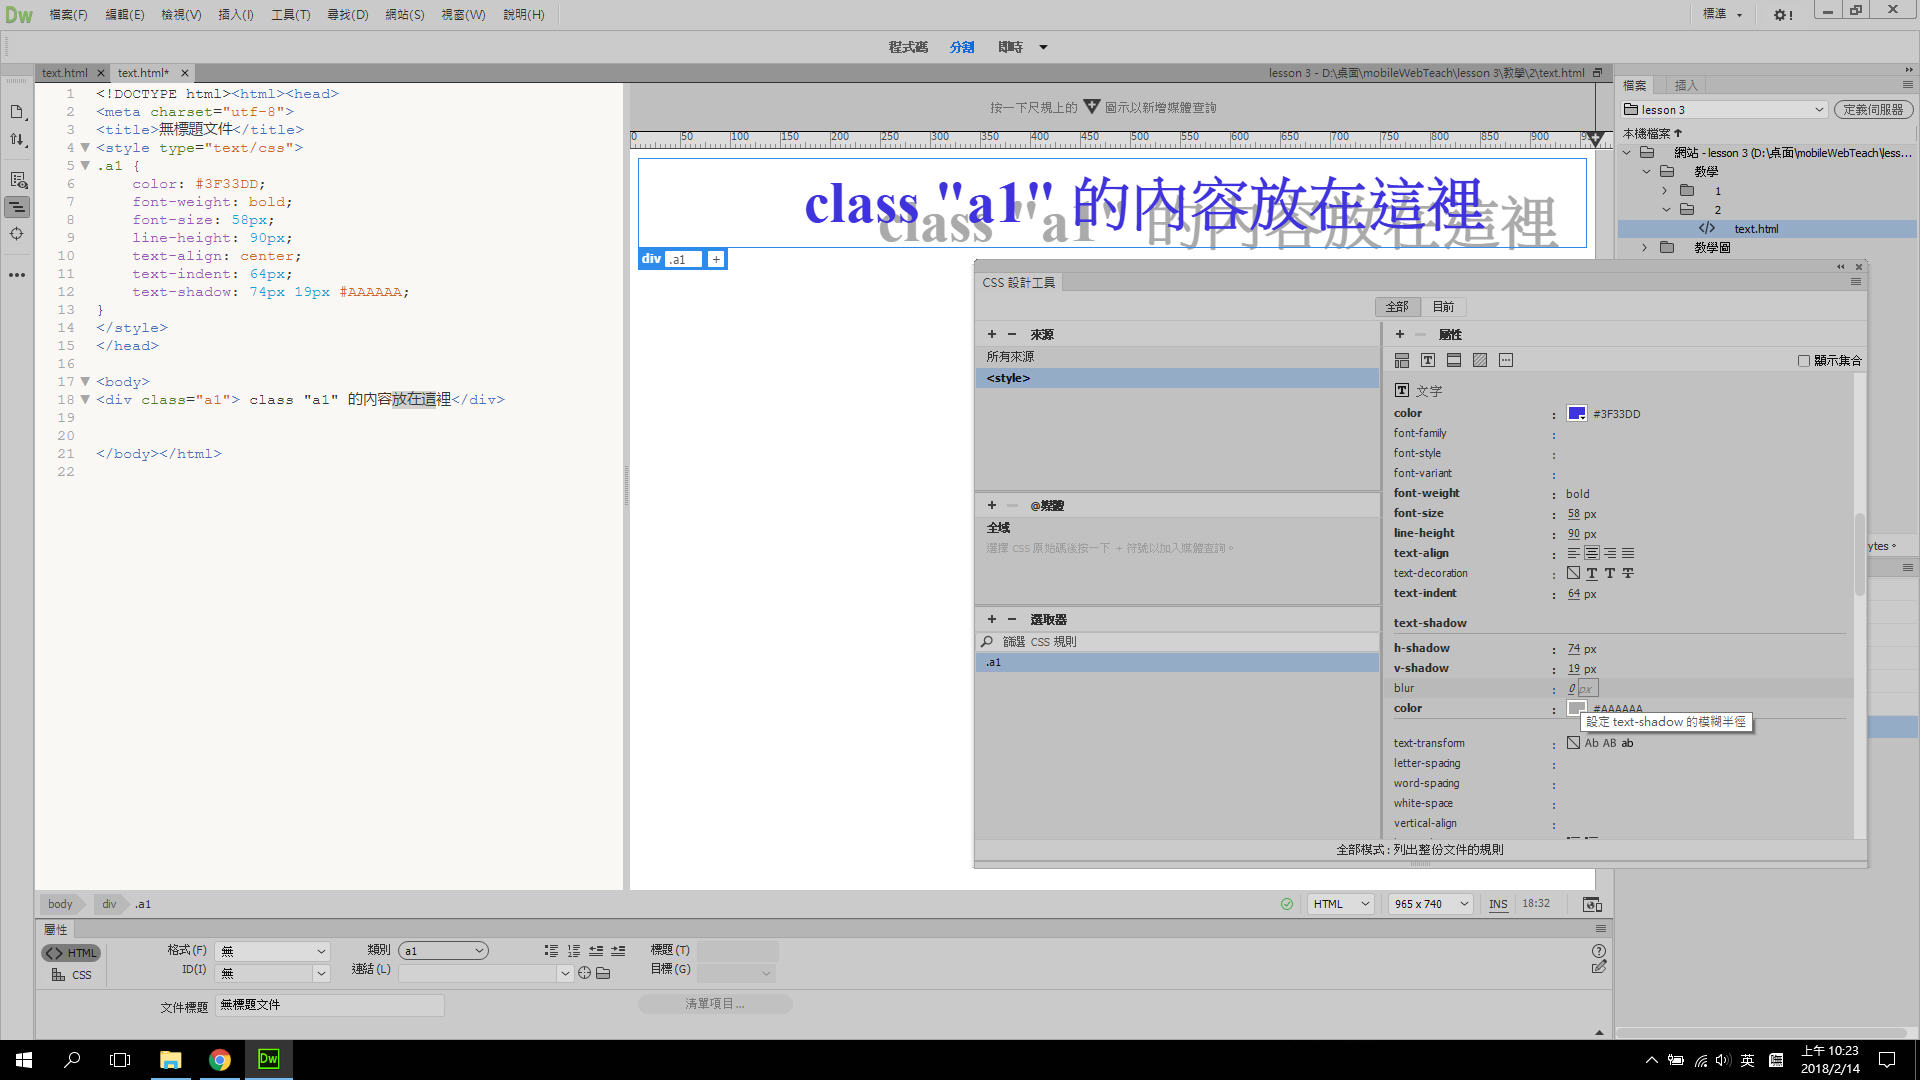 Dw 檔案(F) 編輯(E) 檢視(V) 插入(I) 工具(T) 尋找(D) 網站(S) 視窗(W) 說明(H) 標準
程式碼 分割 即時
text.html text.html* lesson 3 - D:\桌面\mobileWebTeach\lesson 3\教學\2\text.html
1 <!DOCTYPE html><html><head>
2 <meta charset="utf-8">
3 <title>無標題文件</title>
4 <style type="text/css">
5 .a1 {
6 color: #3F33DD;
7 font-weight: bold;
8 font-size: 58px;
9 line-height: 90px;
10 text-align: center;
11 text-indent: 64px;
12 text-shadow: 74px 19px #AAAAAA;
13 }
14 </style>
15 </head>
16
17 <body>
18 <div class="a1"> class "a1" 的內容放在這裡</div>
19
20
21 </body></html>
22
按一下尺規上的 圖示以新增媒體查詢
0 50 100 150 200 250 300 350 400 450 500 550 600 650 700 750 800 850 900
class "a1" 的內容放在這裡
div .a1 +
CSS 設計工具
全部 目前
+ − 來源
所有來源
<style>
+ − @媒體
全域
選擇 CSS 原始碼後按一下 + 符號以加入媒體查詢。
+ − 選取器
篩選 CSS 規則
.a1
+ − 屬性
顯示集合
T 文字
color : #3F33DD
font-family :
font-style :
font-variant :
font-weight : bold
font-size : 58 px
line-height : 90 px
text-align :
text-decoration :
text-indent : 64 px
text-shadow
h-shadow : 74 px
v-shadow : 19 px
blur : 0 px
color : #AAAAAA
設定 text-shadow 的模糊半徑
text-transform : Ab AB ab
letter-spacing :
word-spacing :
white-space :
vertical-align :
全部模式 : 列出整份文件的規則
檔案 插入
lesson 3 定義伺服器
本機檔案
網站 - lesson 3 (D:\桌面\mobileWebTeach\less...
教學
1
2
text.html
教學圖
ytes。
body div .a1 HTML 965 x 740 INS 18:32
屬性
HTML 格式(F) 無 類別 a1 標題(T)
CSS ID(I) 無 連結(L) 目標(G)
文件標題 無標題文件 清單項目...
Dw 英 上午 10:23
2018/2/14